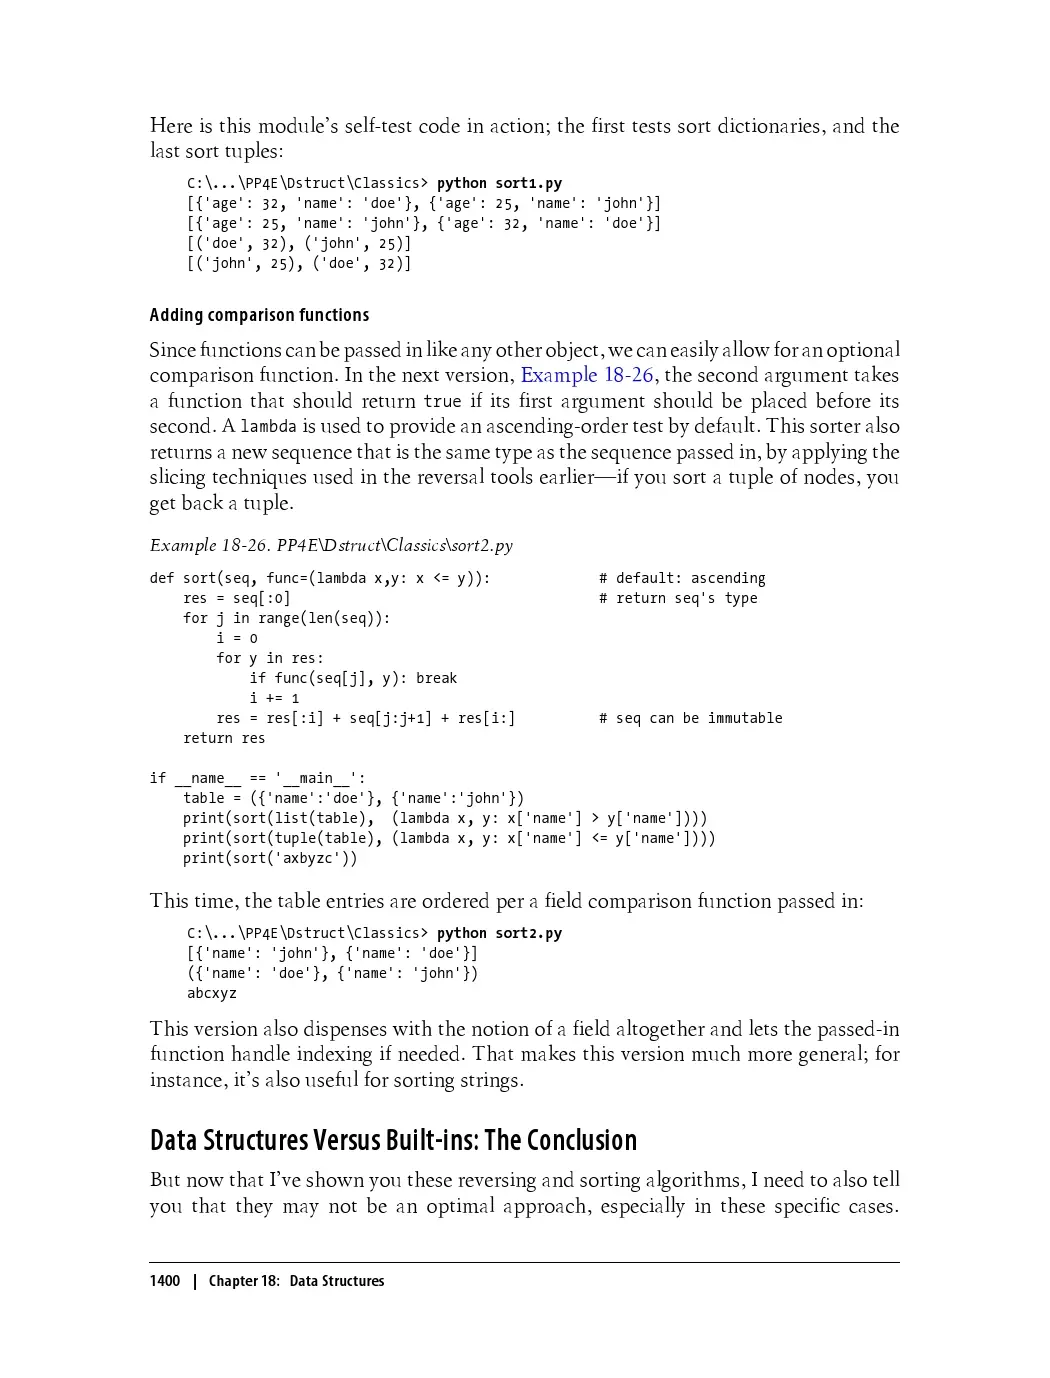 Here is this module's self-test code in action; the first tests sort dictionaries, and the
last sort tuples:
C:\...\PP4E\Dstruct\Classics> python sort1.py
[{'age': 32, 'name': 'doe'}, {'age': 25, 'name': 'john'}]
[{'age': 25, 'name': 'john'}, {'age': 32, 'name': 'doe'}]
[('doe', 32), ('john', 25)]
[('john', 25), ('doe', 32)]
Adding comparison functions
Since functions can be passed in like any other object, we can easily allow for an optional
comparison function. In the next version, Example 18-26, the second argument takes
a function that should return true if its first argument should be placed before its
second. A lambda is used to provide an ascending-order test by default. This sorter also
returns a new sequence that is the same type as the sequence passed in, by applying the
slicing techniques used in the reversal tools earlier—if you sort a tuple of nodes, you
get back a tuple.
Example 18-26. PP4E\Dstruct\Classics\sort2.py
def sort(seq, func=(lambda x,y: x <= y)):             # default: ascending
    res = seq[:0]                                     # return seq's type
    for j in range(len(seq)):
        i = 0
        for y in res:
            if func(seq[j], y): break
            i += 1
        res = res[:i] + seq[j:j+1] + res[i:]          # seq can be immutable
    return res
if __name__ == '__main__':
    table = ({'name':'doe'}, {'name':'john'})
    print(sort(list(table),  (lambda x, y: x['name'] > y['name'])))
    print(sort(tuple(table), (lambda x, y: x['name'] <= y['name'])))
    print(sort('axbyzc'))
This time, the table entries are ordered per a field comparison function passed in:
C:\...\PP4E\Dstruct\Classics> python sort2.py
[{'name': 'john'}, {'name': 'doe'}]
({'name': 'doe'}, {'name': 'john'})
abcxyz
This version also dispenses with the notion of a field altogether and lets the passed-in
function handle indexing if needed. That makes this version much more general; for
instance, it's also useful for sorting strings.
Data Structures Versus Built-ins: The Conclusion
But now that I've shown you these reversing and sorting algorithms, I need to also tell
you that they may not be an optimal approach, especially in these specific cases.
1400 | Chapter 18: Data Structures